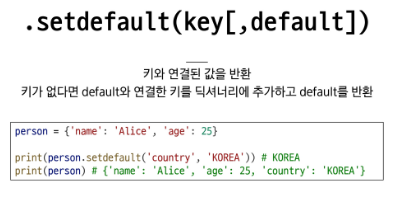 .setdefault(key[,default])
키와 연결된 값을 반환
키가 없다면 default와 연결한 키를 딕셔너리에 추가하고 default를 반환
person = {'name': 'Alice', 'age': 25}
print(person.setdefault('country', 'KOREA')) # KOREA
print(person) # {'name': 'Alice', 'age': 25, 'country': 'KOREA'}